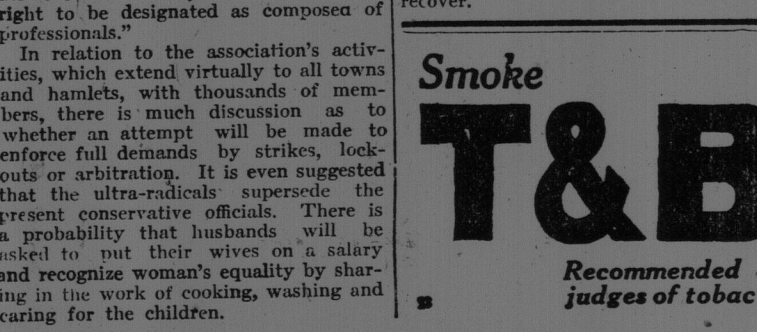 right to be designated as composed of
professionals."
In relation to the association's activ-
ities, which extend virtually to all towns
and hamlets, with thousands of mem-
bers, there is much discussion as to
whether an attempt will be made to
enforce full demands by strikes, lock-
outs or arbitration. It is even suggested
that the ultra-radicals supersede the
present conservative officials. There is
a probability that husbands will be
asked to put their wives on a salary
and recognize woman's equality by shar-
ing in the work of cooking, washing and
caring for the children.
recover.
Smoke
T&B
Recommended
judges of tobac